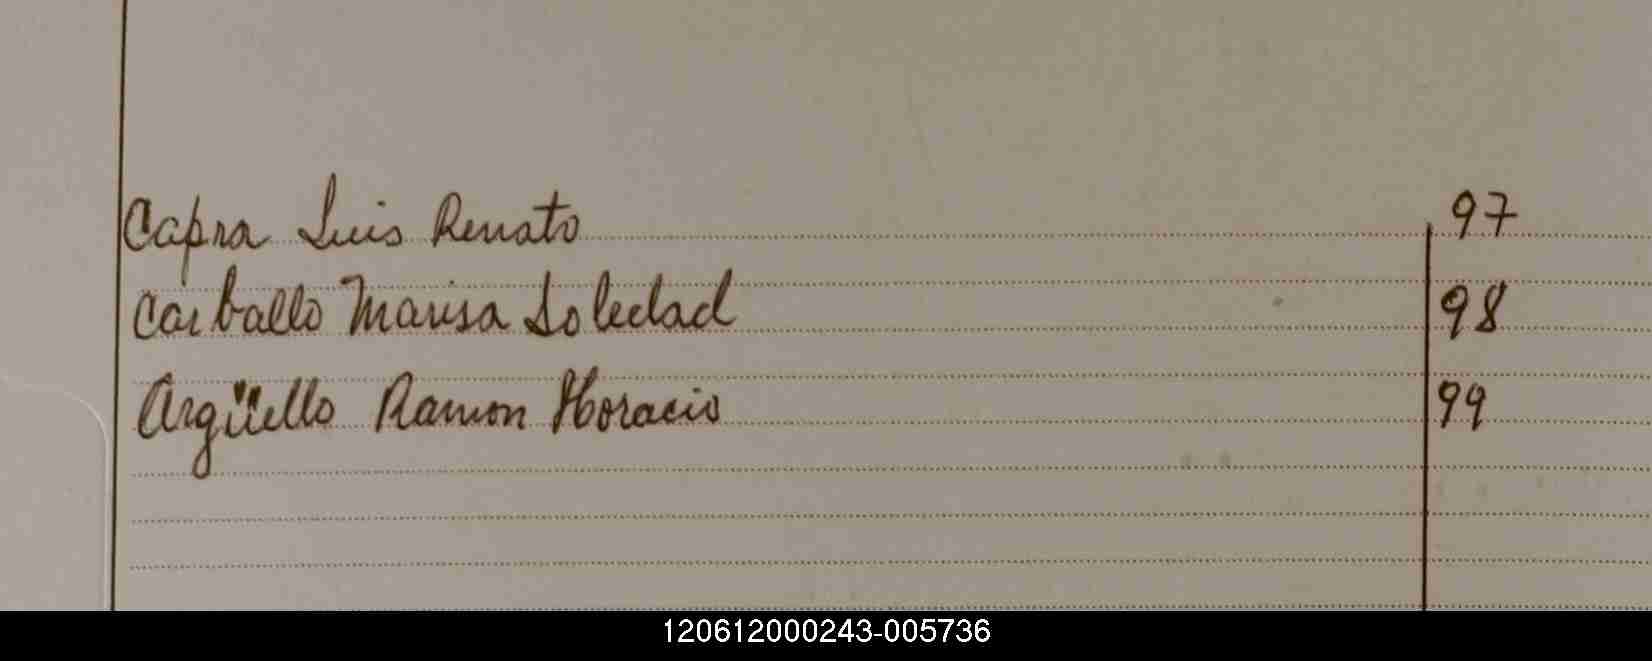 Capra Luis Renato 97
Carballo Marisa Soledad 98
Argüello Ramon Horacio 99
120612000243-005736